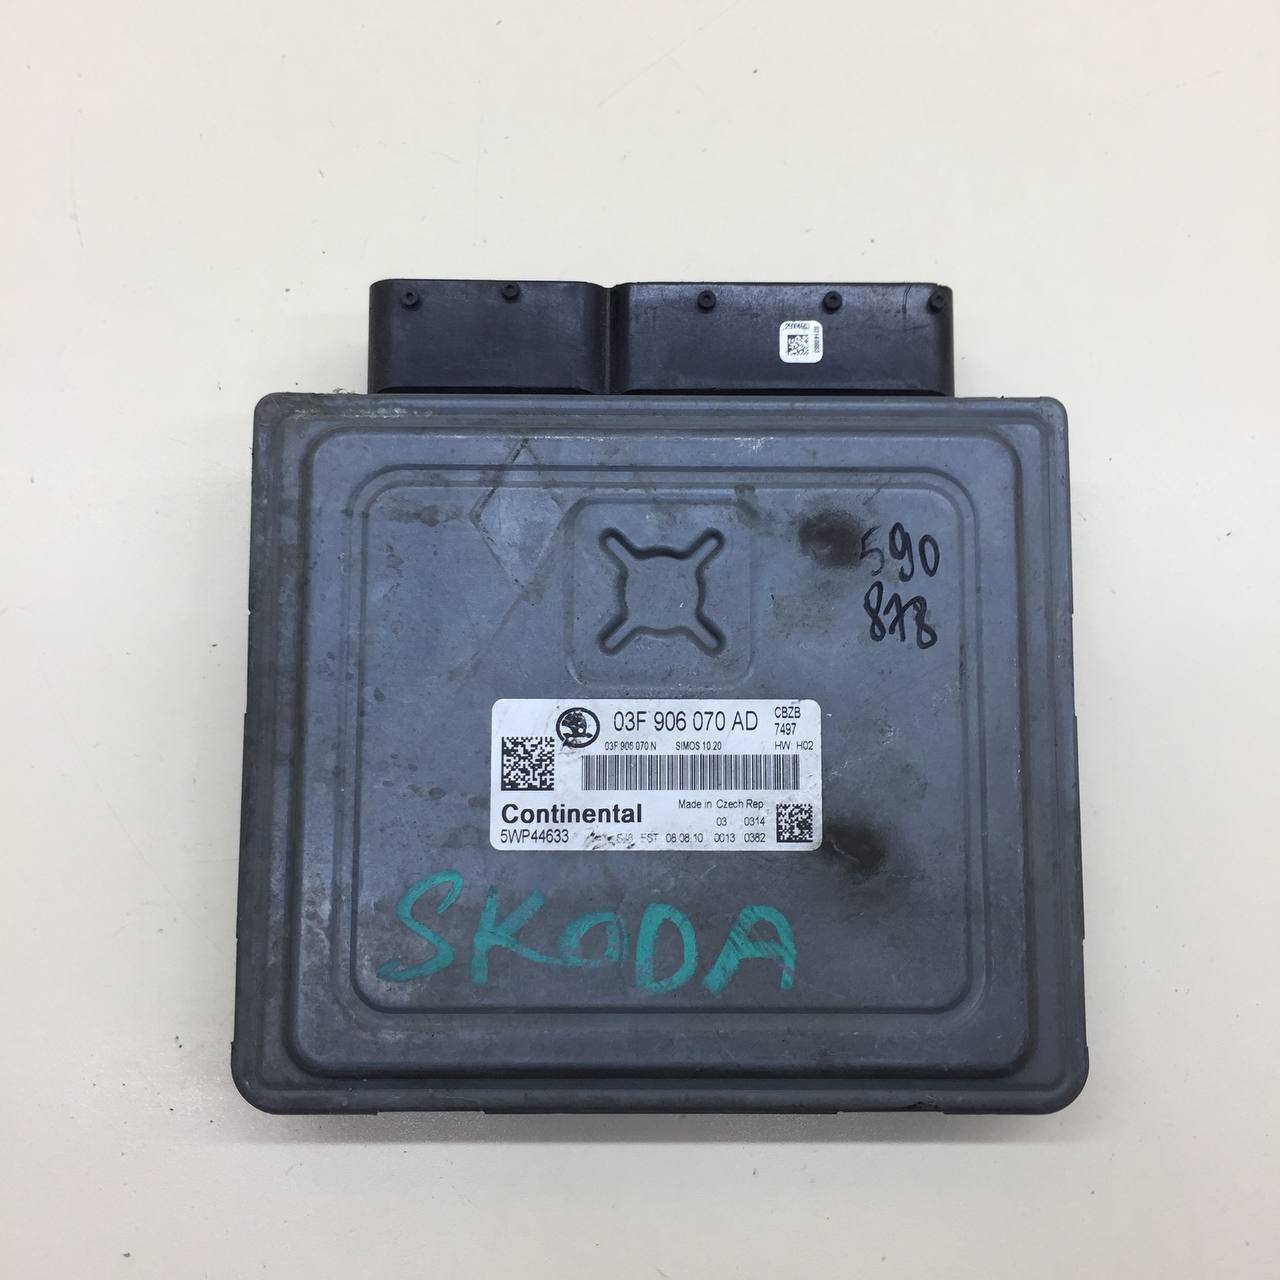 590
878
03F 906 070 AD
CBZB
7497
03F 906 070 N SIMOS 10.20 HW H02
Continental
Made in Czech Rep
03 0314
5WP44633
EST 08.08.10 0013 0382
SKODA